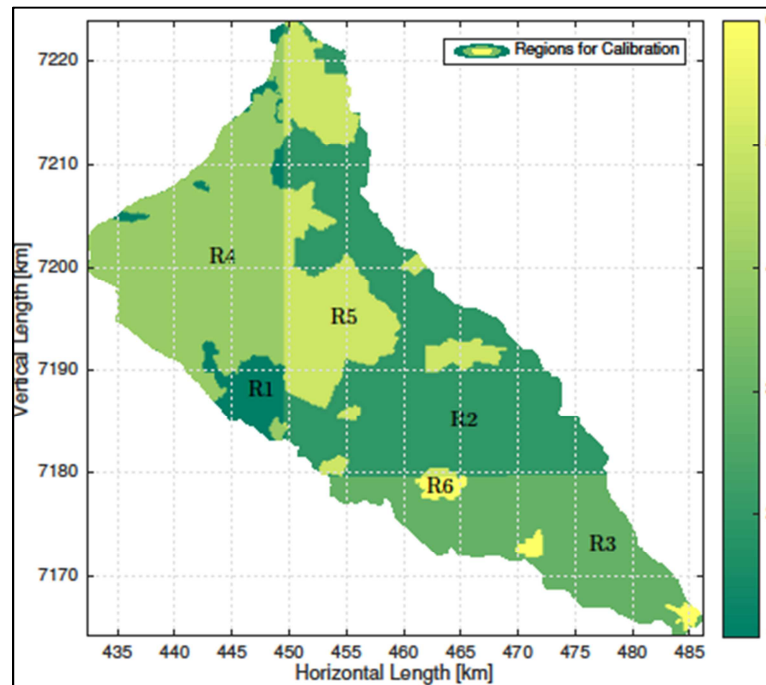 Regions for Calibration
7220
7210
7200
7190
7180
7170
Vertical Length [km]
R4
R5
R1
R2
R6
R3
435 440 445 450 455 460 465 470 475 480 485
Horizontal Length [km]